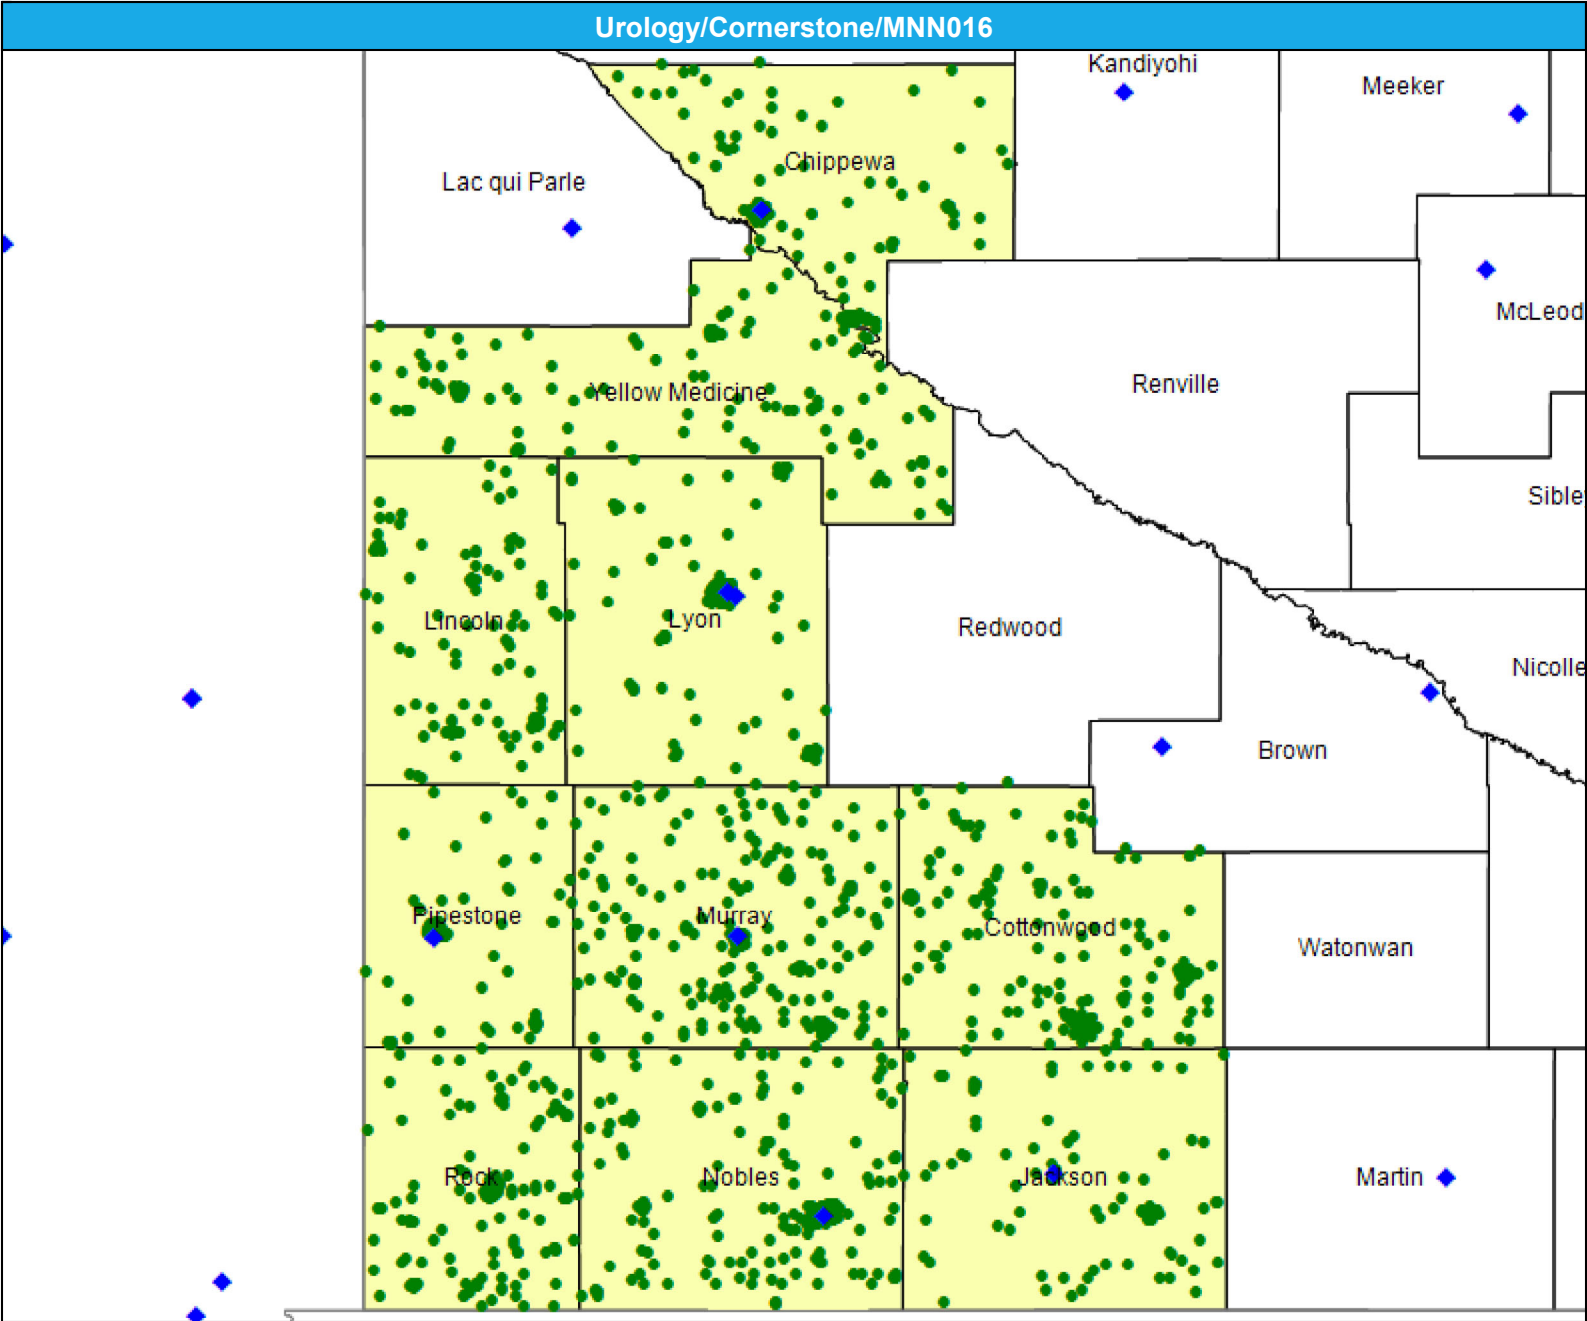 Urology/Cornerstone/MNN016
Kandiyohi
Meeker
Chippewa
Lac qui Parle
McLeod
Renville
Yellow Medicine
Sible
Lincoln
Lyon
Redwood
Nicolle
Brown
Pipestone
Murray
Cottonwood
Watonwan
Rock
Nobles
Jackson
Martin